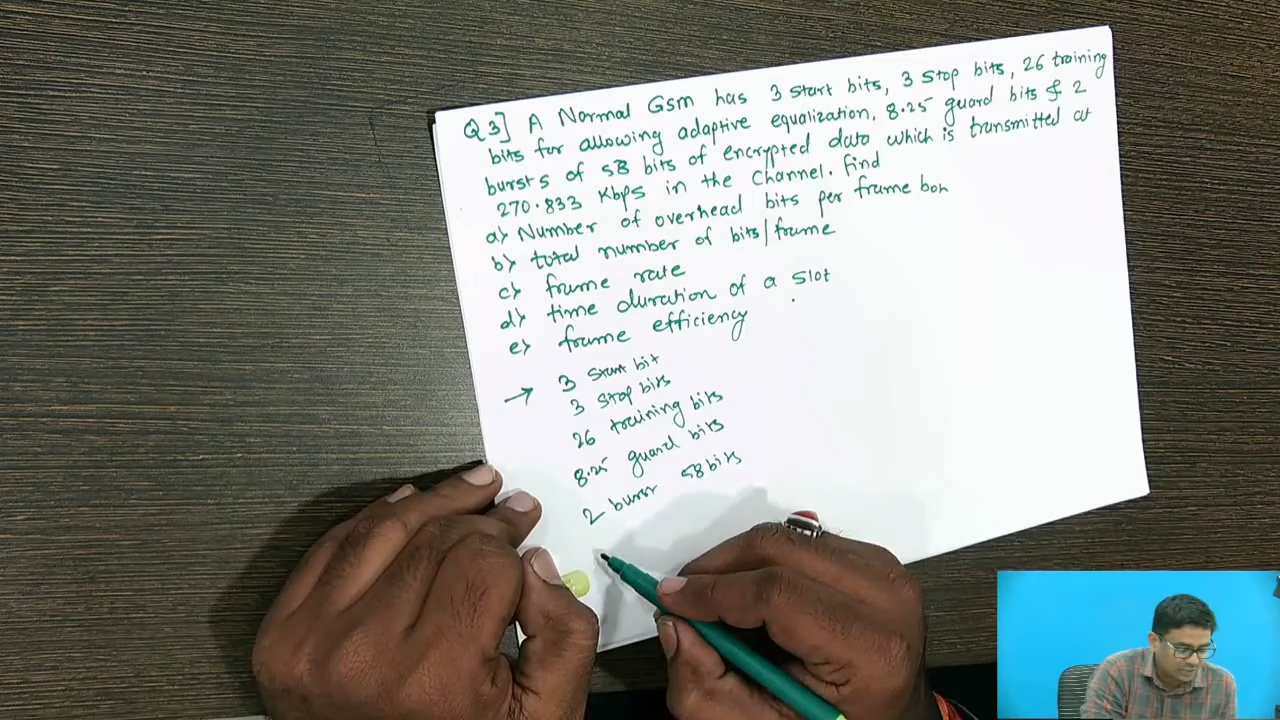 Q3] A Normal Gsm has 3 start bits, 3 stop bits, 26 training
bits for allowing adaptive equalization, 8.25 guard bits & 2
bursts of 58 bits of encrypted data which is transmitted at
270.833 Kbps in the channel. find
a) Number of overhead bits per frame
b) total number of bits/frame
c) frame rate
d) time duration of a slot
e) frame efficiency
→ 3 start bit
3 stop bits
26 training bits
8.25 guard bits
2 burst 58 bits